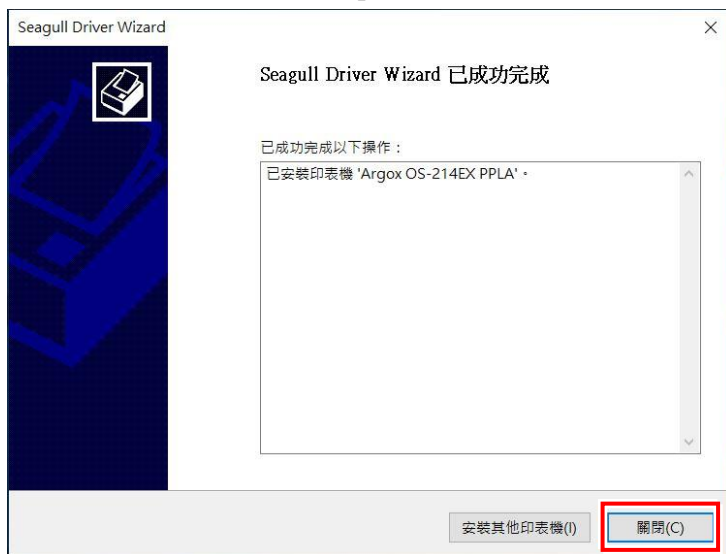 Seagull Driver Wizard
Seagull Driver Wizard 已成功完成
已成功完成以下操作：
已安裝印表機 'Argox OS-214EX PPLA'。
安裝其他印表機(I)
關閉(C)